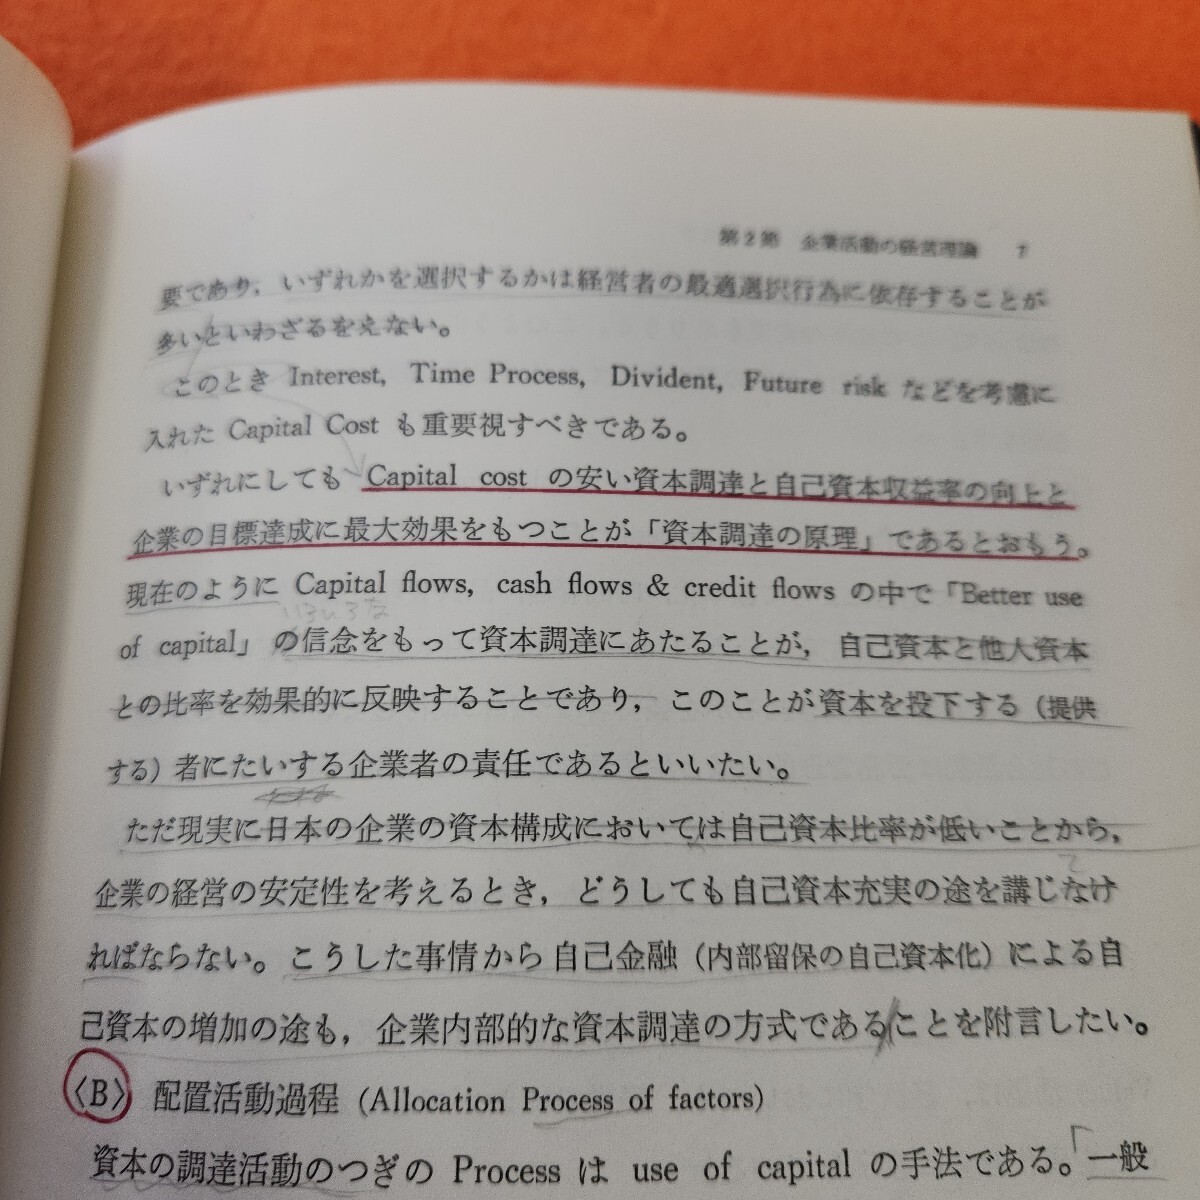 第2節 企業活動の経営理論 7
要であり，いずれかを選択するかは経営者の最適選択行為に依存することが
多いといわざるをえない。
このとき Interest, Time Process, Divident, Future risk などを考慮に
入れた Capital Cost も重要視すべきである。
いずれにしても Capital cost の安い資本調達と自己資本収益率の向上と
企業の目標達成に最大効果をもつことが「資本調達の原理」であるとおもう。
現在のように Capital flows, cash flows & credit flows の中で「Better use
of capital」の信念をもって資本調達にあたることが，自己資本と他人資本
との比率を効果的に反映することであり，このことが資本を投下する（提供
する）者にたいする企業者の責任であるといいたい。
ただ現実に日本の企業の資本構成においては自己資本比率が低いことから，
企業の経営の安定性を考えるとき，どうしても自己資本充実の途を講じなけ
ればならない。こうした事情から自己金融（内部留保の自己資本化）による自
己資本の増加の途も，企業内部的な資本調達の方式であることを附言したい。
〈B〉 配置活動過程（Allocation Process of factors）
資本の調達活動のつぎの Process は use of capital の手法である。「一般